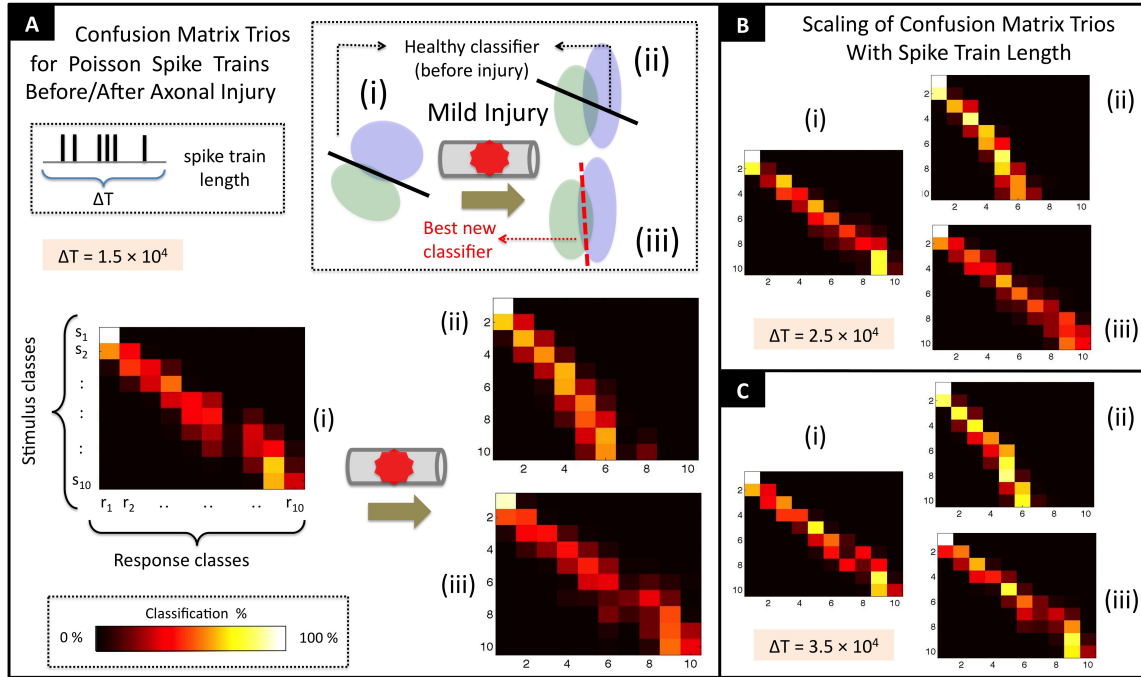 A
Confusion Matrix Trios
for Poisson Spike Trains
Before/After Axonal Injury
spike train
length
ΔT
ΔT = 1.5 × 10⁴
Healthy classifier
(before injury)
(i)
(ii)
Mild Injury
Best new
classifier
(iii)
Stimulus classes
s₁
s₂
:
:
:
s₁₀
r₁ r₂ .. .. .. r₁₀
Response classes
(i)
(ii)
2
4
6
8
10
2 4 6 8 10
(iii)
2
4
6
8
10
2 4 6 8 10
Classification %
0 %
100 %
B
Scaling of Confusion Matrix Trios
With Spike Train Length
(i)
2
4
6
8
10
2 4 6 8 10
ΔT = 2.5 × 10⁴
(ii)
2
4
6
8
10
2 4 6 8 10
(iii)
2
4
6
8
10
2 4 6 8 10
C
(i)
2
4
6
8
10
2 4 6 8 10
ΔT = 3.5 × 10⁴
(ii)
2
4
6
8
10
2 4 6 8 10
(iii)
2
4
6
8
10
2 4 6 8 10